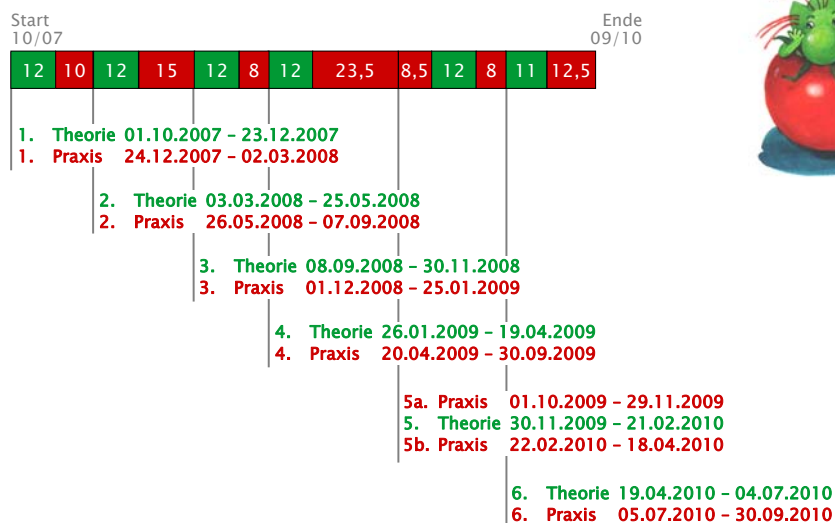 Start
10/07
Ende
09/10
12 10 12 15 12 8 12 23,5 8,5 12 8 11 12,5
1. Theorie 01.10.2007 – 23.12.2007
1. Praxis 24.12.2007 – 02.03.2008
2. Theorie 03.03.2008 – 25.05.2008
2. Praxis 26.05.2008 – 07.09.2008
3. Theorie 08.09.2008 – 30.11.2008
3. Praxis 01.12.2008 – 25.01.2009
4. Theorie 26.01.2009 – 19.04.2009
4. Praxis 20.04.2009 – 30.09.2009
5a. Praxis 01.10.2009 – 29.11.2009
5. Theorie 30.11.2009 – 21.02.2010
5b. Praxis 22.02.2010 – 18.04.2010
6. Theorie 19.04.2010 – 04.07.2010
6. Praxis 05.07.2010 – 30.09.2010